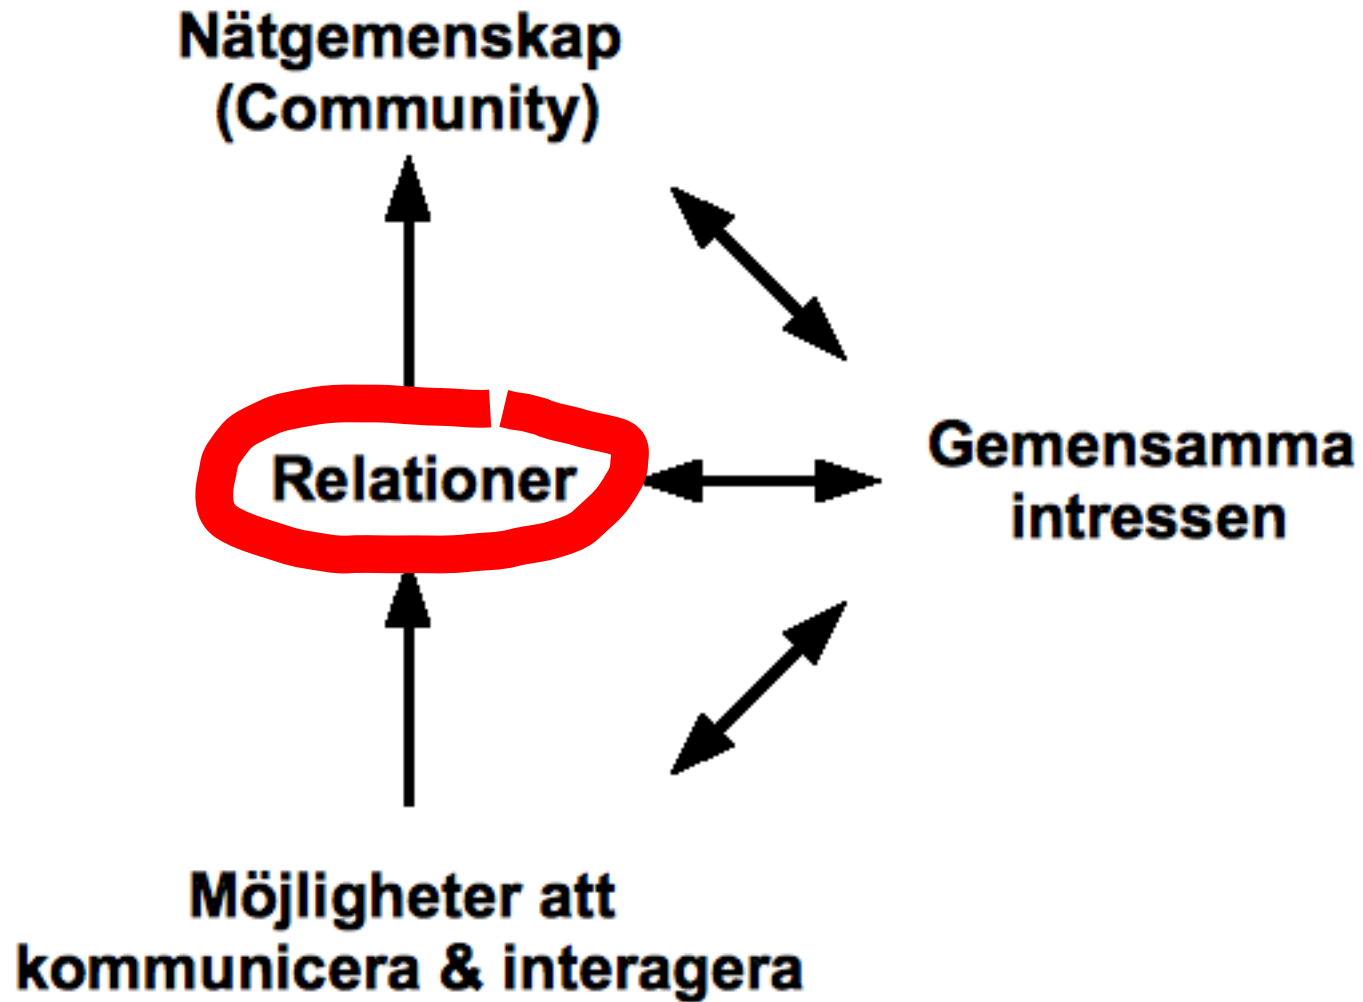 Nätgemenskap
(Community)
Relationer
Gemensamma
intressen
Möjligheter att
kommunicera & interagera